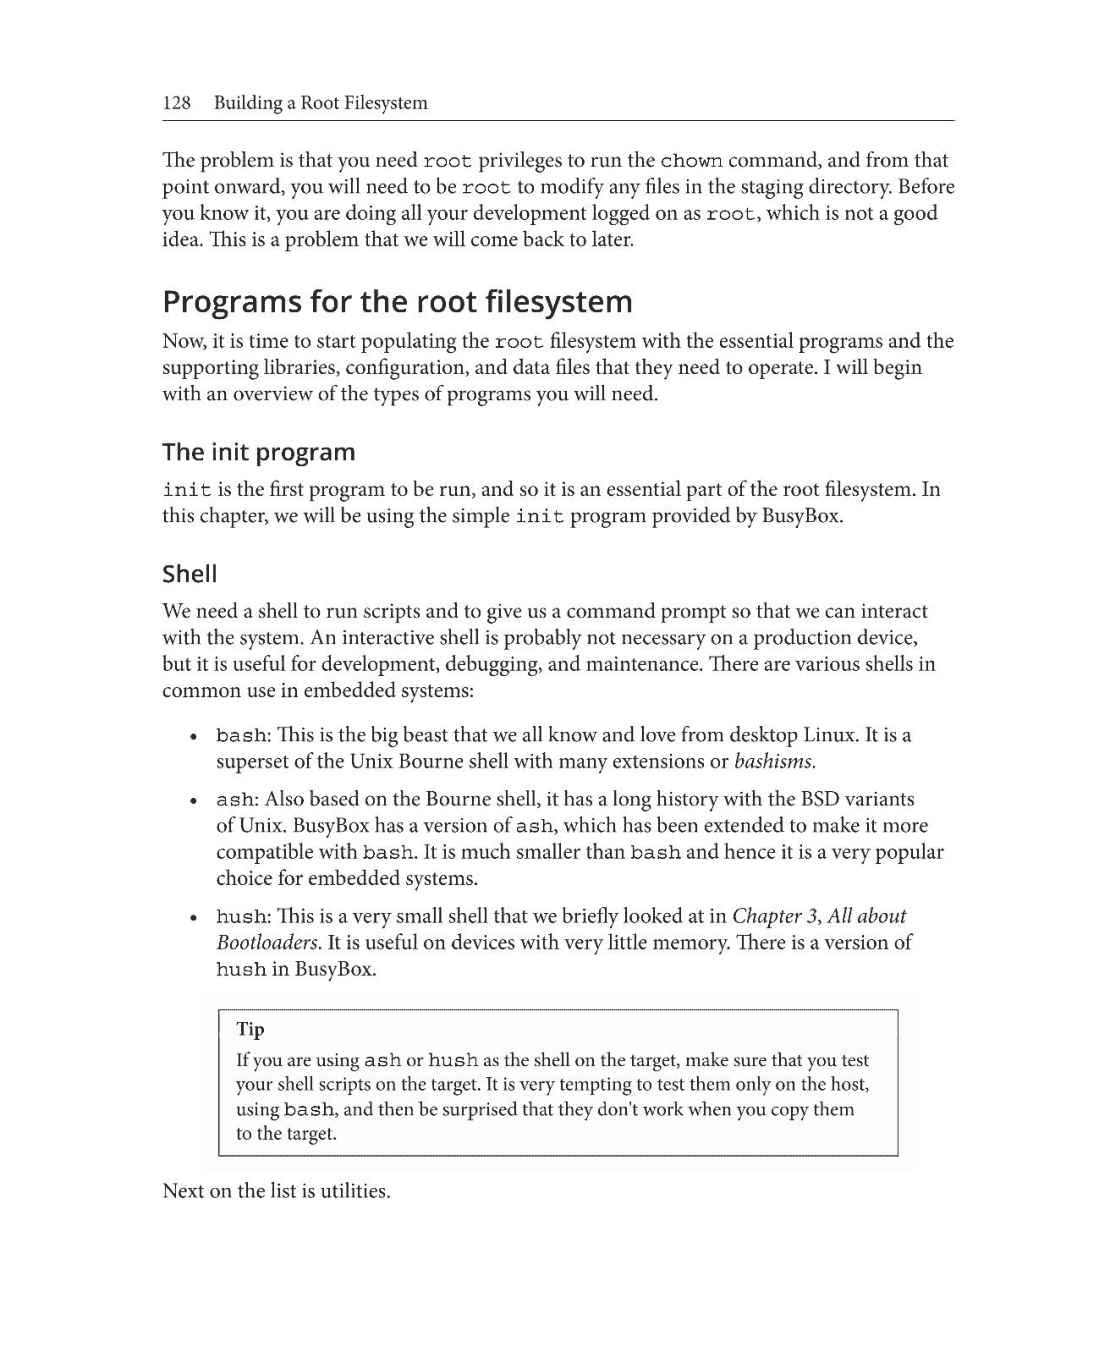 128 Building a Root Filesystem
The problem is that you need root privileges to run the chown command, and from that
point onward, you will need to be root to modify any files in the staging directory. Before
you know it, you are doing all your development logged on as root, which is not a good
idea. This is a problem that we will come back to later.
Programs for the root filesystem
Now, it is time to start populating the root filesystem with the essential programs and the
supporting libraries, configuration, and data files that they need to operate. I will begin
with an overview of the types of programs you will need.
The init program
init is the first program to be run, and so it is an essential part of the root filesystem. In
this chapter, we will be using the simple init program provided by BusyBox.
Shell
We need a shell to run scripts and to give us a command prompt so that we can interact
with the system. An interactive shell is probably not necessary on a production device,
but it is useful for development, debugging, and maintenance. There are various shells in
common use in embedded systems:
• bash: This is the big beast that we all know and love from desktop Linux. It is a
superset of the Unix Bourne shell with many extensions or bashisms.
• ash: Also based on the Bourne shell, it has a long history with the BSD variants
of Unix. BusyBox has a version of ash, which has been extended to make it more
compatible with bash. It is much smaller than bash and hence it is a very popular
choice for embedded systems.
• hush: This is a very small shell that we briefly looked at in Chapter 3, All about
Bootloaders. It is useful on devices with very little memory. There is a version of
hush in BusyBox.
Tip
If you are using ash or hush as the shell on the target, make sure that you test
your shell scripts on the target. It is very tempting to test them only on the host,
using bash, and then be surprised that they don't work when you copy them
to the target.
Next on the list is utilities.